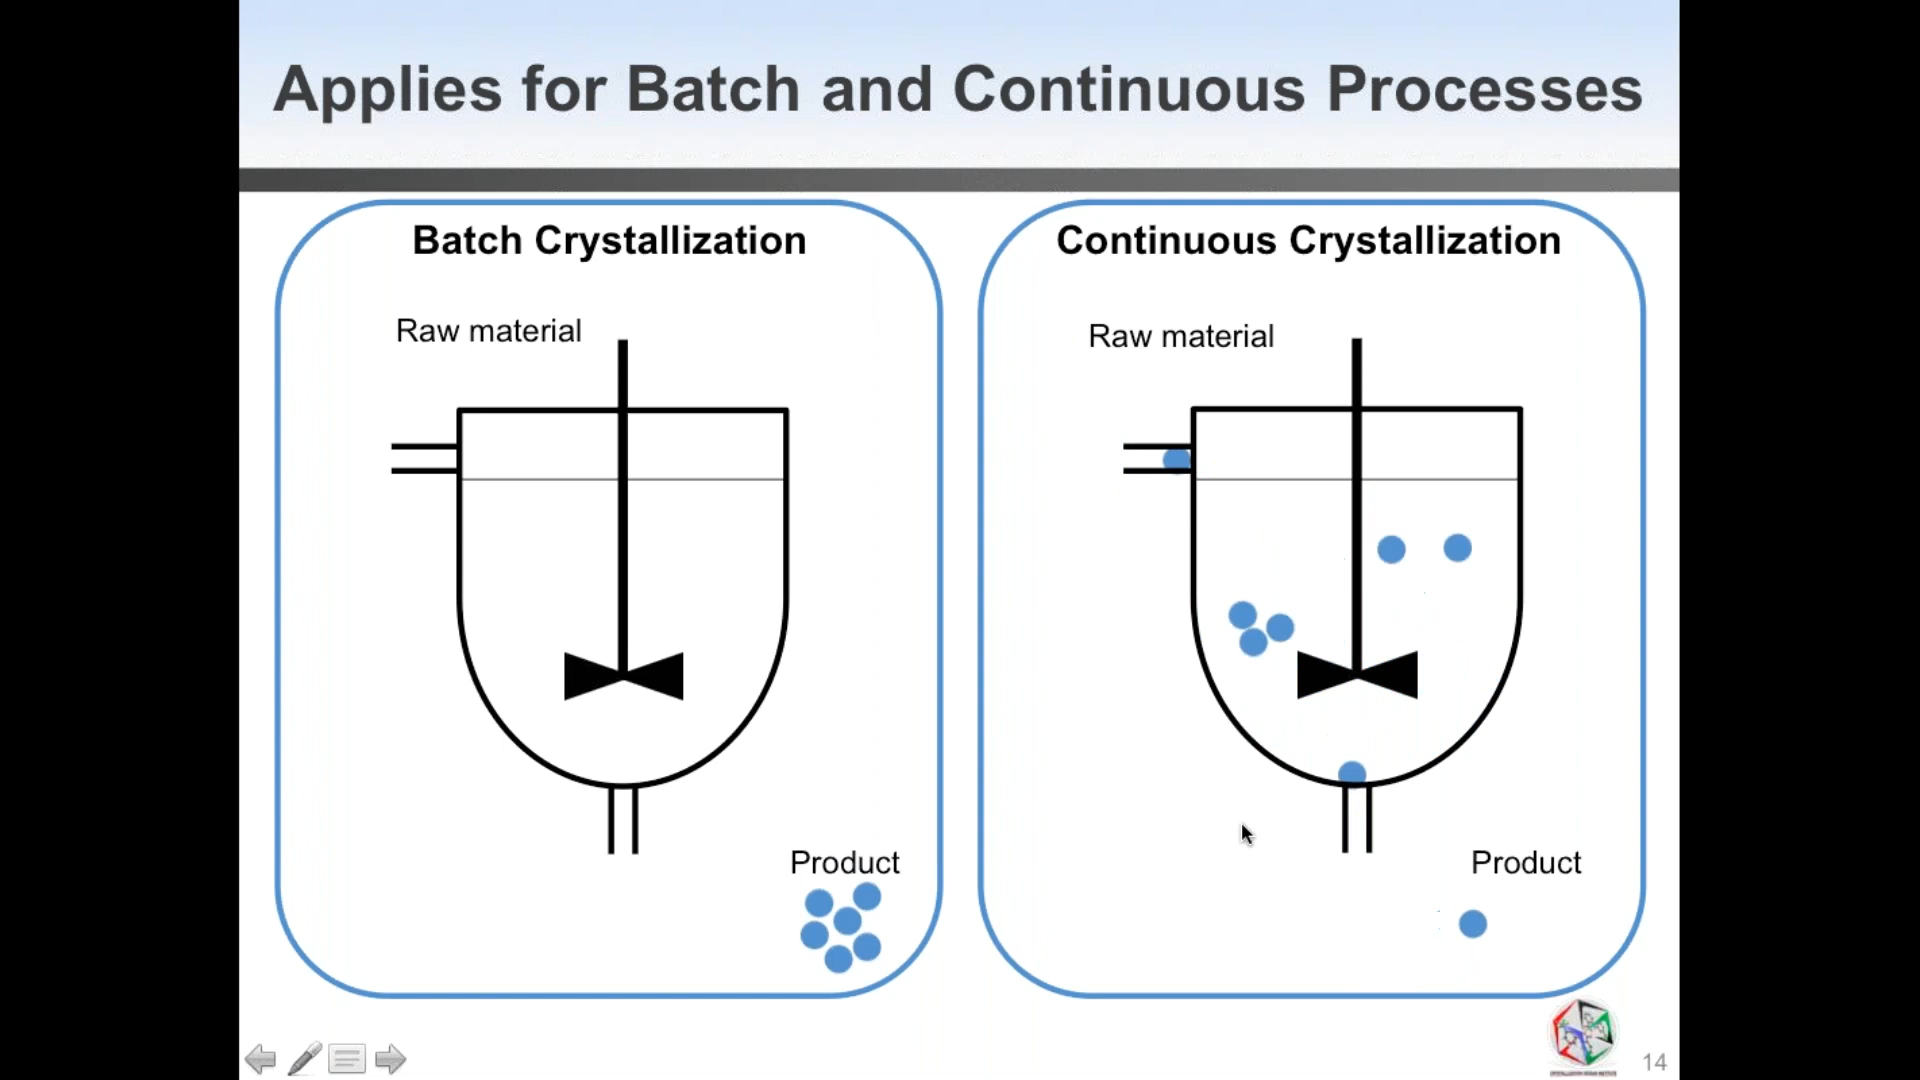 Applies for Batch and Continuous Processes
Batch Crystallization
Raw material
Product
Continuous Crystallization
Raw material
Product
14